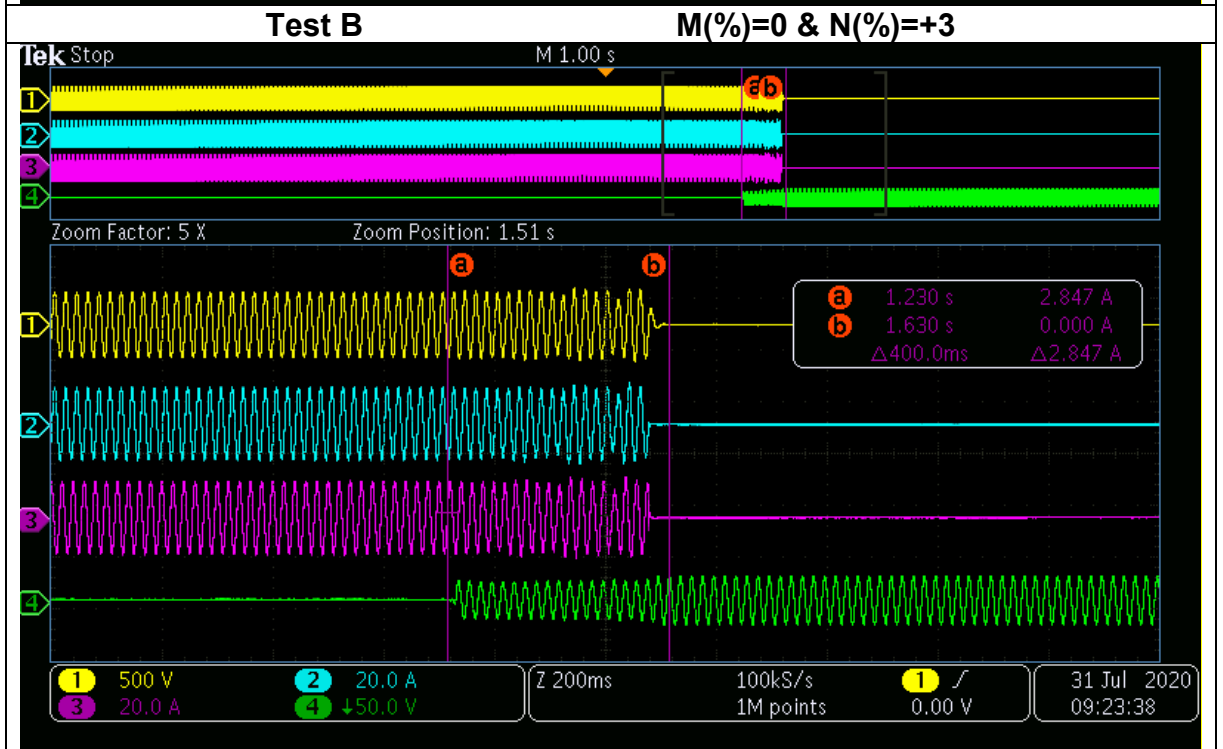 Test B M(%)=0 & N(%)=+3
Tek Stop M 1.00 s
a b
1
2
3
4
Zoom Factor: 5 X Zoom Position: 1.51 s
a b
1
2
3
4
a 1.230 s 2.847 A
b 1.630 s 0.000 A
△400.0ms △2.847 A
1 500 V 2 20.0 A Z 200ms 100kS/s 1 31 Jul 2020
3 20.0 A 4 ↓50.0 V 1M points 0.00 V 09:23:38